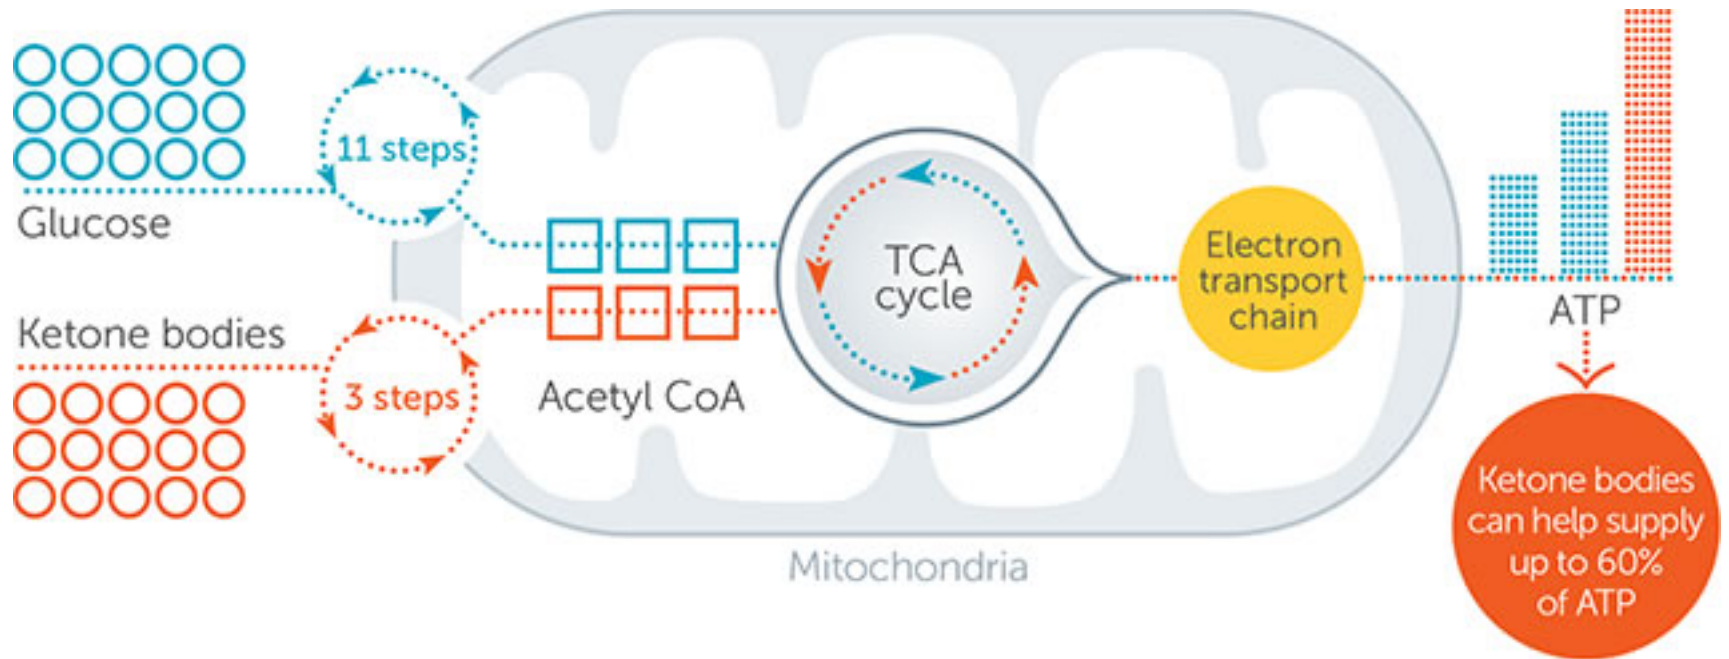 11 steps
Glucose
Ketone bodies
3 steps
Acetyl CoA
TCA
cycle
Electron
transport
chain
ATP
Ketone bodies
can help supply
up to 60%
of ATP
Mitochondria